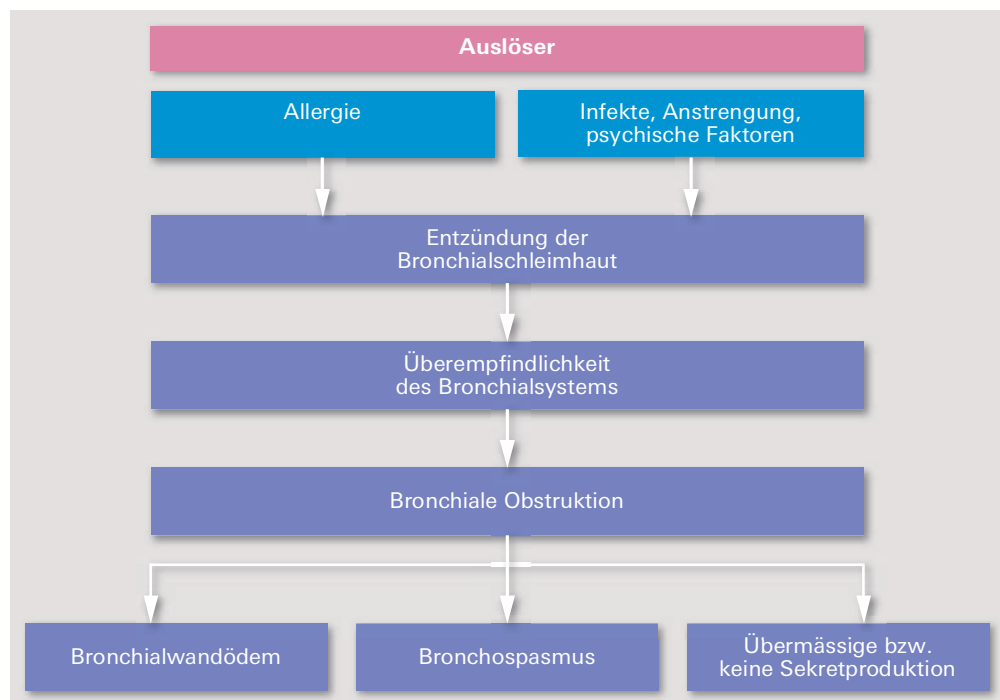 Auslöser
Allergie
Infekte, Anstrengung,
psychische Faktoren
Entzündung der
Bronchialschleimhaut
Überempfindlichkeit
des Bronchialsystems
Bronchiale Obstruktion
Bronchialwandödem
Bronchospasmus
Übermässige bzw.
keine Sekretproduktion